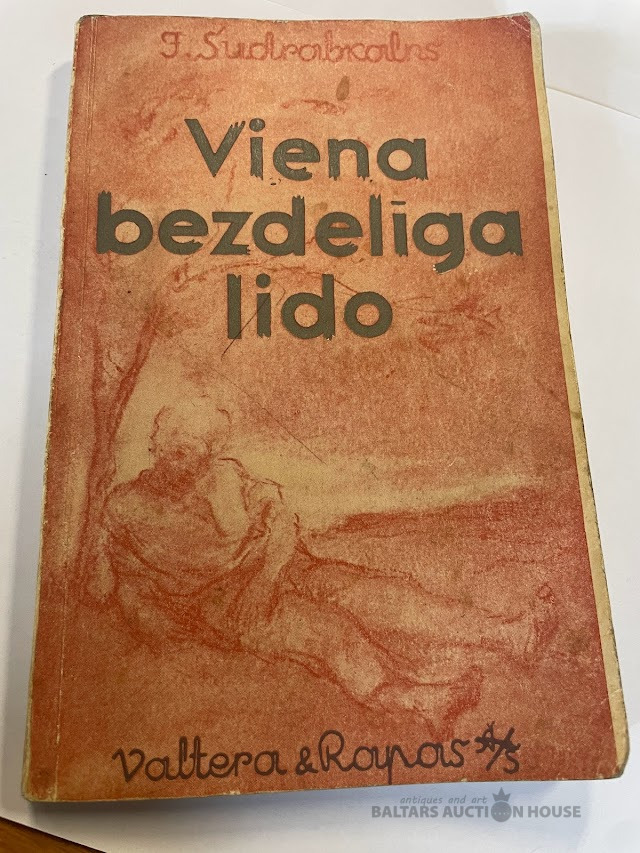 J. Sudrabkalns
Viena
bezdelīga
lido
Valtera & Rapas A/S
antiques and art
BALTARS AUCTION HOUSE